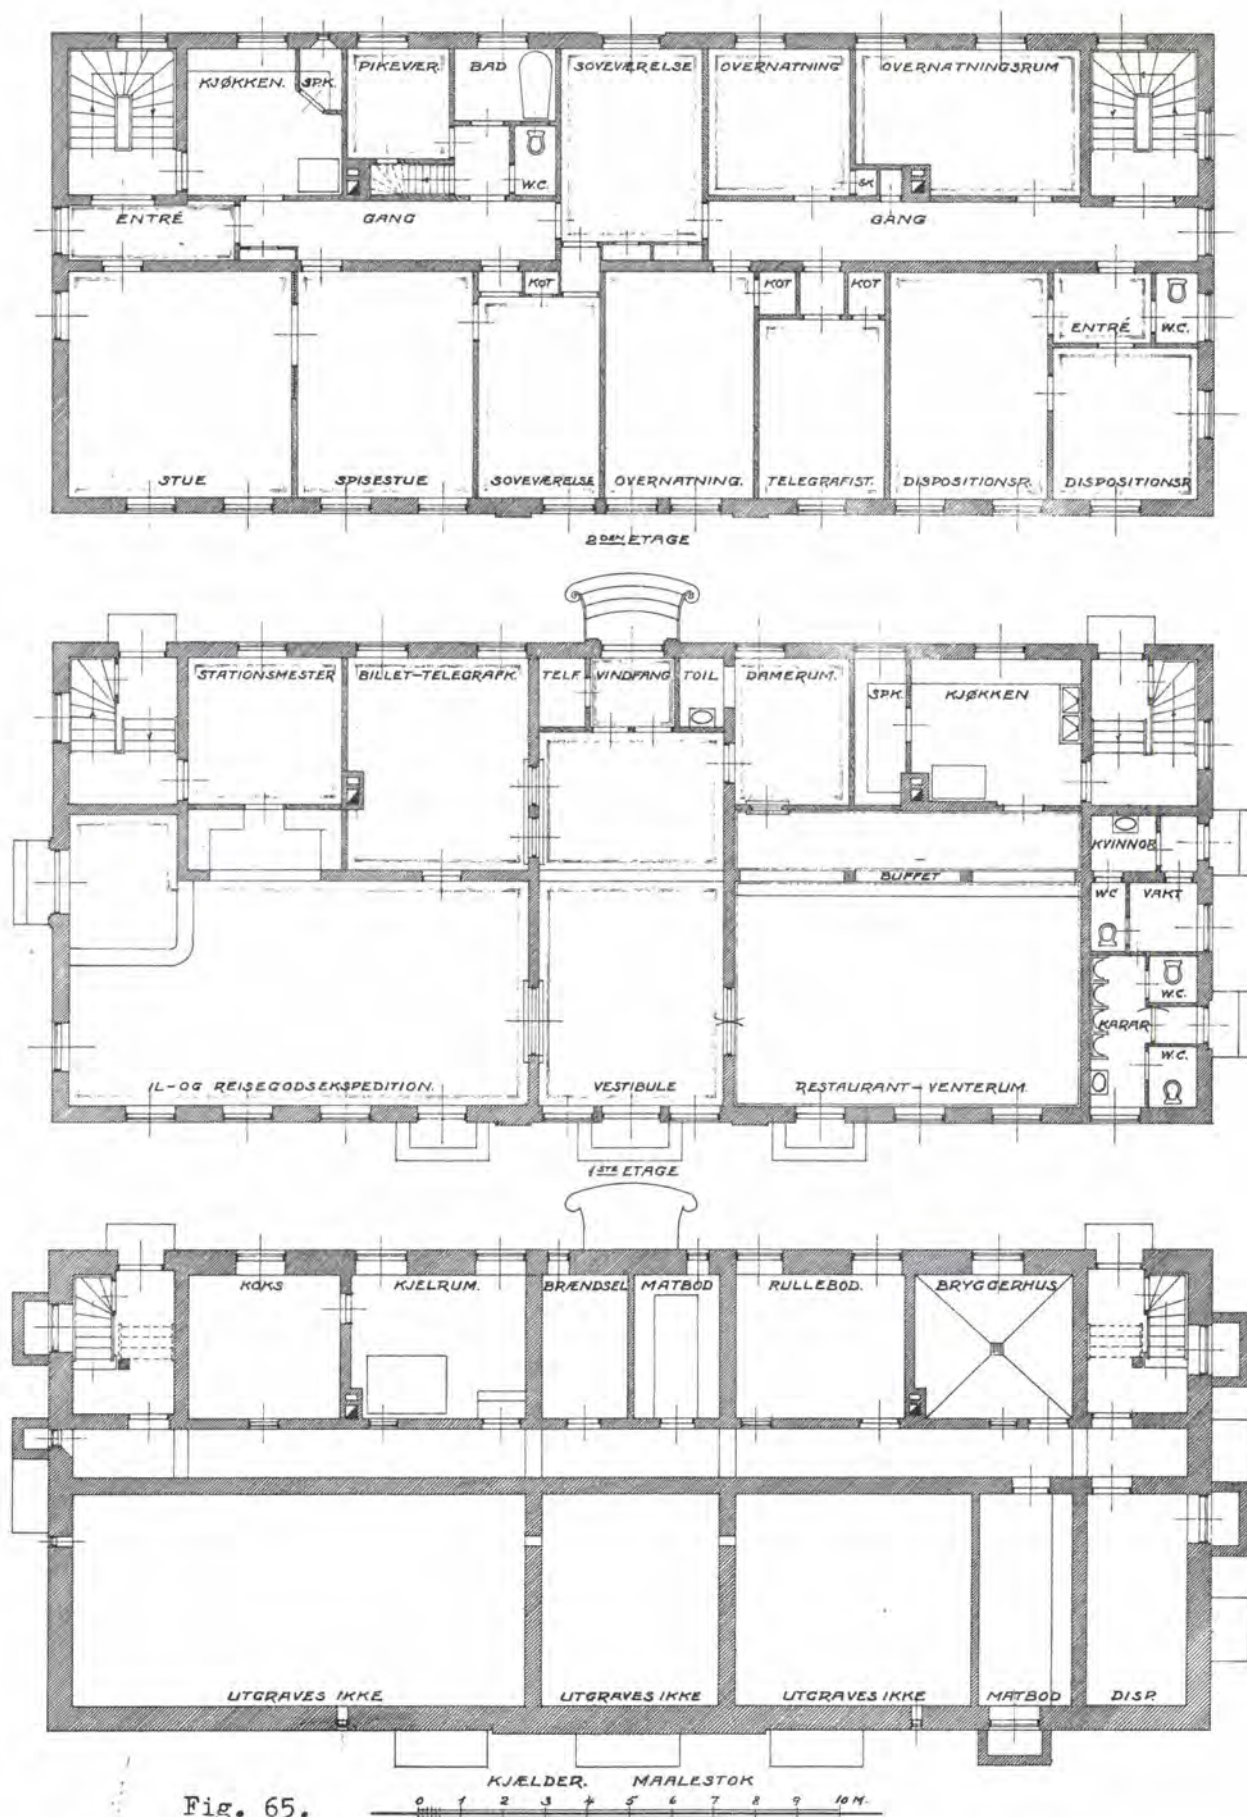 KJØKKEN. SPK. PIKEVÆR. BAD SOVEVÆRELSE OVERNATNING OVERNATNINGSRUM
W.C. SK
ENTRÉ GANG GANG
KOT KOT KOT
ENTRÉ W.C.
STUE SPISESTUE SOVEVÆRELSE OVERNATNING. TELEGRAFIST. DISPOSITIONSR. DISPOSITIONSR
2DEN ETAGE
STATIONSMESTER BILLET-TELEGRAFK. TELF. VINDFANG TOIL. DAMERUM. SPK. KJØKKEN
KVINNOR
BUFFET
WC VAKT
W.C.
KARAR
W.C.
IL-OG REISEGODSEKSPEDITION. VESTIBULE RESTAURANT-VENTERUM.
1STE ETAGE
KOKS KJELRUM. BRÆNDSEL MATBOD RULLEBOD. BRYGGERHUS
UTGRAVES IKKE UTGRAVES IKKE UTGRAVES IKKE MATBOD DISP.
KJÆLDER. MAALESTOK
0 1 2 3 4 5 6 7 8 9 10 M.
Fig. 65.